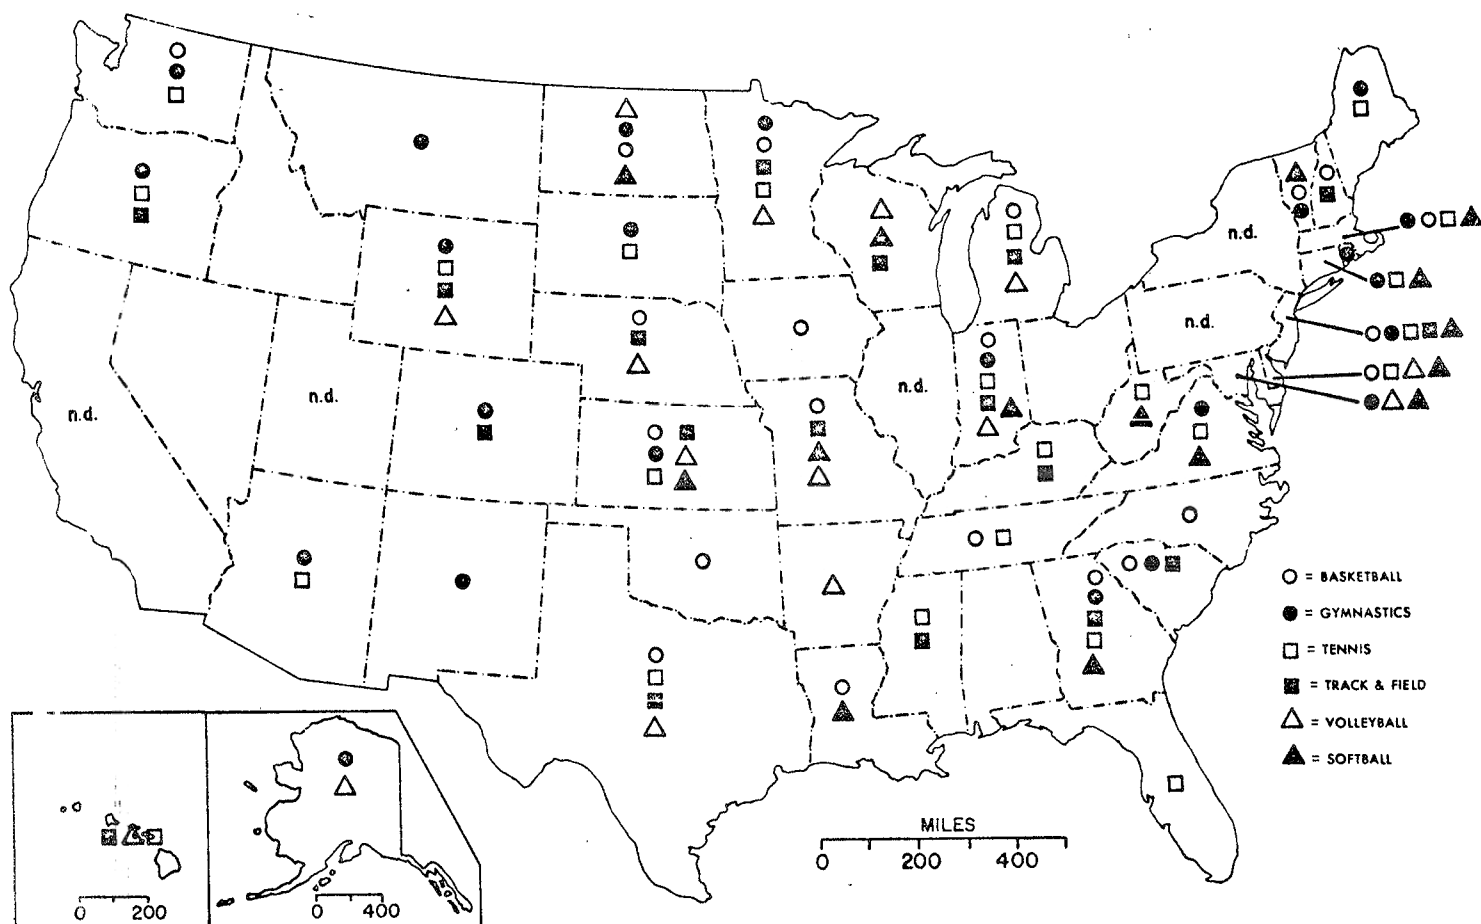 n.d.
n.d.
n.d.
n.d.
n.d.
○ = BASKETBALL
● = GYMNASTICS
□ = TENNIS
■ = TRACK & FIELD
△ = VOLLEYBALL
▲ = SOFTBALL
MILES
0 200 400
0 200
0 400